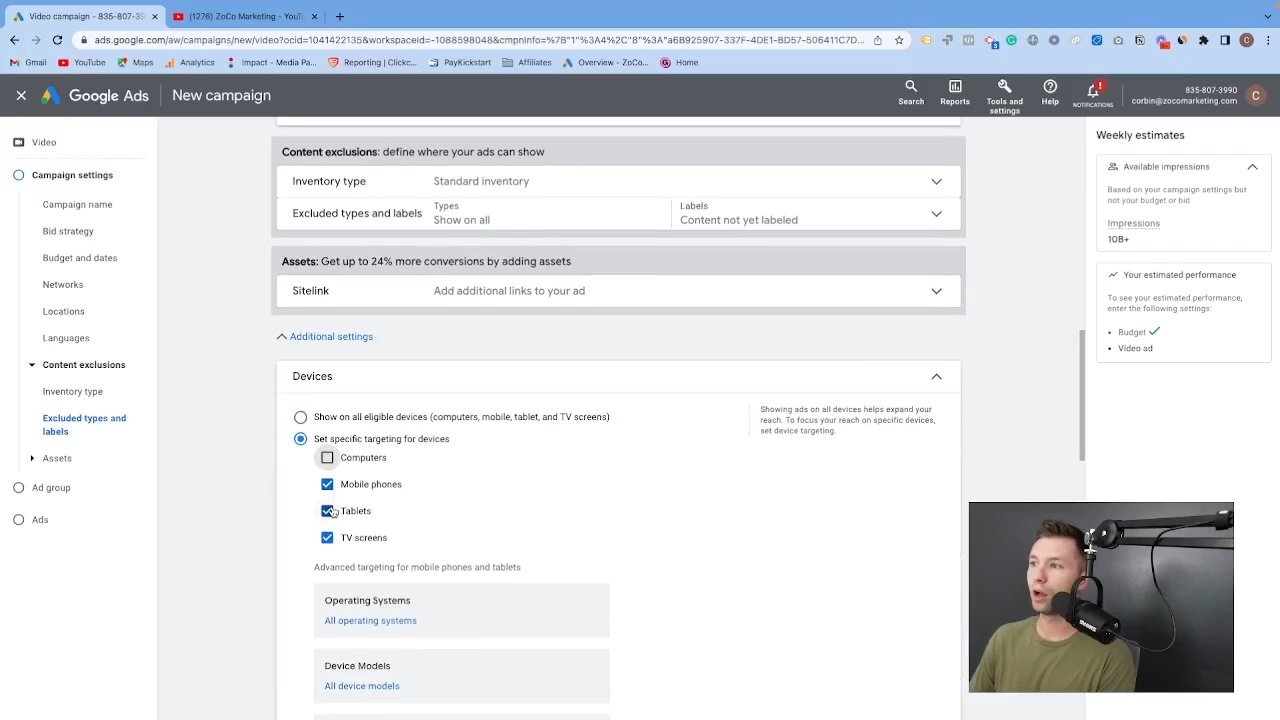 Video campaign - 835-807-39
(1276) ZoCo Marketing - YouT
ads.google.com/aw/campaigns/new/video?ocid=1041422135&workspaceId=-1088598048&cmpnInfo=%7B"1"%3A4%2C"8"%3A"a6B925907-337F-4DE1-BD57-506411C7D...
Gmail
YouTube
Maps
Analytics
Impact - Media Pa...
Reporting | Clickc...
PayKickstart
Affiliates
Overview - ZoCo...
Home
Google Ads
New campaign
Search
Reports
Tools and settings
Help
NOTIFICATIONS
835-807-3990
corbin@zocomarketing.com
C
Video
Campaign settings
Campaign name
Bid strategy
Budget and dates
Networks
Locations
Languages
Content exclusions
Inventory type
Excluded types and
labels
Assets
Ad group
Ads
Content exclusions: define where your ads can show
Inventory type
Standard inventory
Excluded types and labels
Types
Show on all
Labels
Content not yet labeled
Assets: Get up to 24% more conversions by adding assets
Sitelink
Add additional links to your ad
Additional settings
Devices
Show on all eligible devices (computers, mobile, tablet, and TV screens)
Set specific targeting for devices
Computers
Mobile phones
Tablets
TV screens
Advanced targeting for mobile phones and tablets
Operating Systems
All operating systems
Device Models
All device models
Showing ads on all devices helps expand your
reach. To focus your reach on specific devices,
set device targeting.
Weekly estimates
Available impressions
Based on your campaign settings but
not your budget or bid
Impressions
10B+
Your estimated performance
To see your estimated performance,
enter the following settings:
• Budget
• Video ad